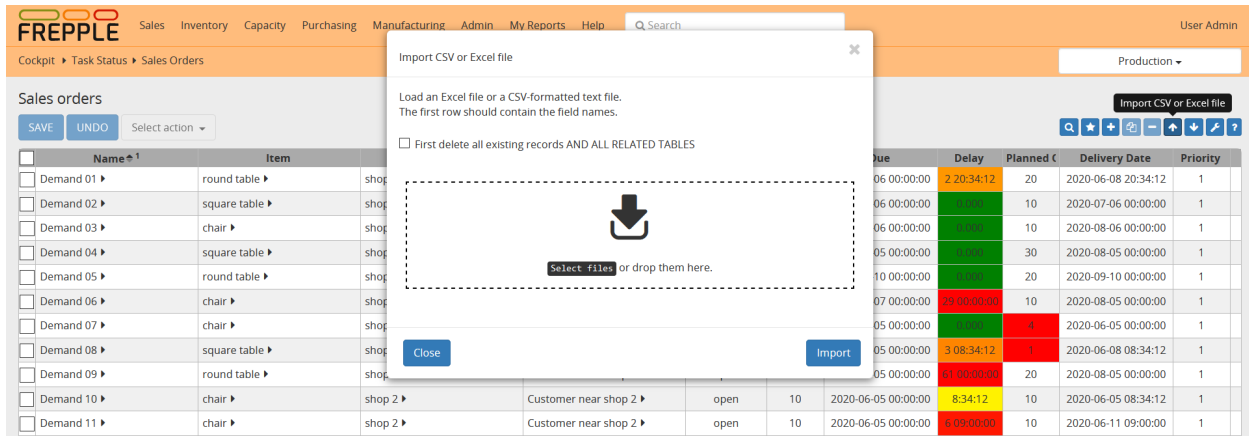 FREPPLE Sales Inventory Capacity Purchasing Manufacturing Admin My Reports Help Search User Admin
Cockpit Task Status Sales Orders Production
Import CSV or Excel file
Load an Excel file or a CSV-formatted text file.
The first row should contain the field names.
First delete all existing records AND ALL RELATED TABLES
Select files or drop them here.
Close Import
Sales orders
Import CSV or Excel file
SAVE UNDO Select action
Name 1 Item Due Delay Planned Delivery Date Priority
Demand 01 round table shop 06 00:00:00 2 20:34:12 20 2020-06-08 20:34:12 1
Demand 02 square table shop 06 00:00:00 0.000 10 2020-07-06 00:00:00 1
Demand 03 chair shop 06 00:00:00 0.000 10 2020-08-06 00:00:00 1
Demand 04 square table shop 05 00:00:00 0.000 30 2020-08-05 00:00:00 1
Demand 05 round table shop 10 00:00:00 0.000 20 2020-09-10 00:00:00 1
Demand 06 chair shop 07 00:00:00 29 00:00:00 10 2020-08-05 00:00:00 1
Demand 07 chair shop 05 00:00:00 0.000 4 2020-06-05 00:00:00 1
Demand 08 square table shop 05 00:00:00 3 08:34:12 1 2020-06-08 08:34:12 1
Demand 09 round table shop 05 00:00:00 61 00:00:00 20 2020-08-05 00:00:00 1
Demand 10 chair shop 2 Customer near shop 2 open 10 2020-06-05 00:00:00 8:34:12 10 2020-06-05 08:34:12 1
Demand 11 chair shop 2 Customer near shop 2 open 10 2020-06-05 00:00:00 6 09:00:00 10 2020-06-11 09:00:00 1